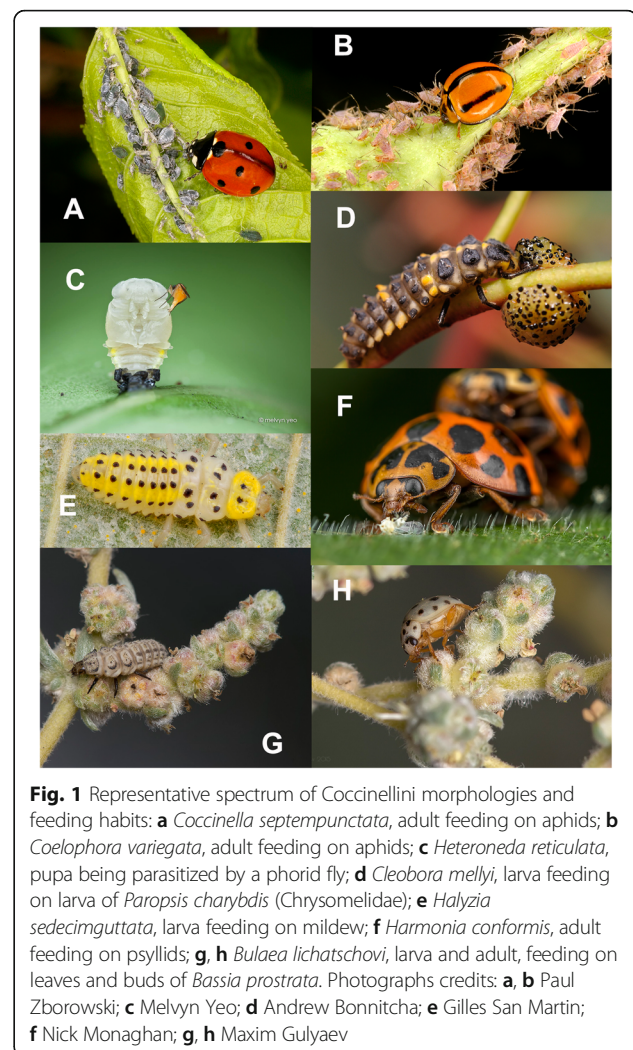 A
B
C
D
©melvyn yeo
E
F
G
H
Fig. 1 Representative spectrum of Coccinellini morphologies and
feeding habits: a Coccinella septempunctata, adult feeding on aphids; b
Coelophora variegata, adult feeding on aphids; c Heteroneda reticulata,
pupa being parasitized by a phorid fly; d Cleobora mellyi, larva feeding
on larva of Paropsis charybdis (Chrysomelidae); e Halyzia
sedecimguttata, larva feeding on mildew; f Harmonia conformis, adult
feeding on psyllids; g, h Bulaea lichatschovi, larva and adult, feeding on
leaves and buds of Bassia prostrata. Photographs credits: a, b Paul
Zborowski; c Melvyn Yeo; d Andrew Bonnitcha; e Gilles San Martin;
f Nick Monaghan; g, h Maxim Gulyaev